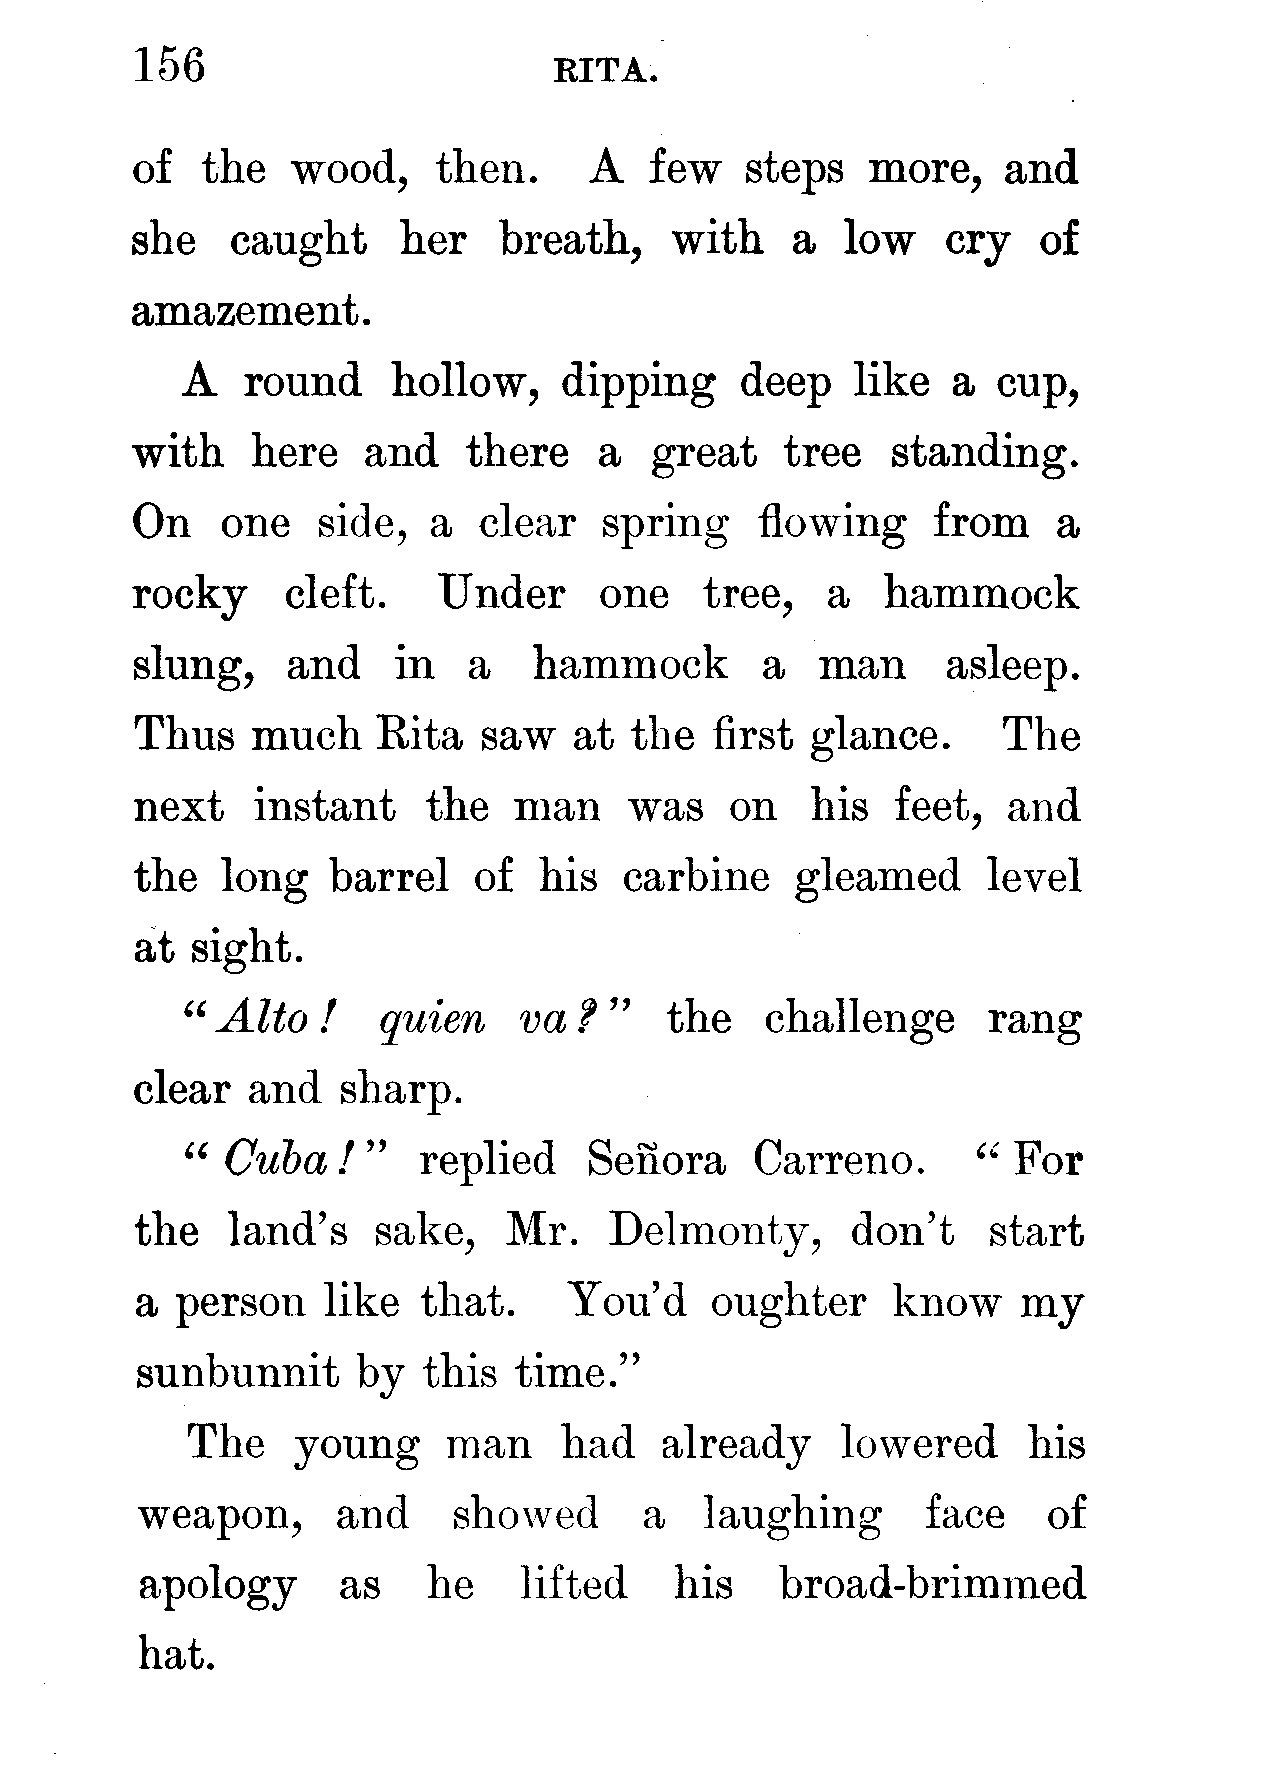 156 RITA.
of the wood, then. A few steps more, and
she caught her breath, with a low cry of
amazement.
A round hollow, dipping deep like a cup,
with here and there a great tree standing.
On one side, a clear spring flowing from a
rocky cleft. Under one tree, a hammock
slung, and in a hammock a man asleep.
Thus much Rita saw at the first glance. The
next instant the man was on his feet, and
the long barrel of his carbine gleamed level
at sight.
"Alto! quien va?" the challenge rang
clear and sharp.
"Cuba!" replied Señora Carreno. "For
the land's sake, Mr. Delmonty, don't start
a person like that. You'd oughter know my
sunbunnit by this time."
The young man had already lowered his
weapon, and showed a laughing face of
apology as he lifted his broad-brimmed
hat.